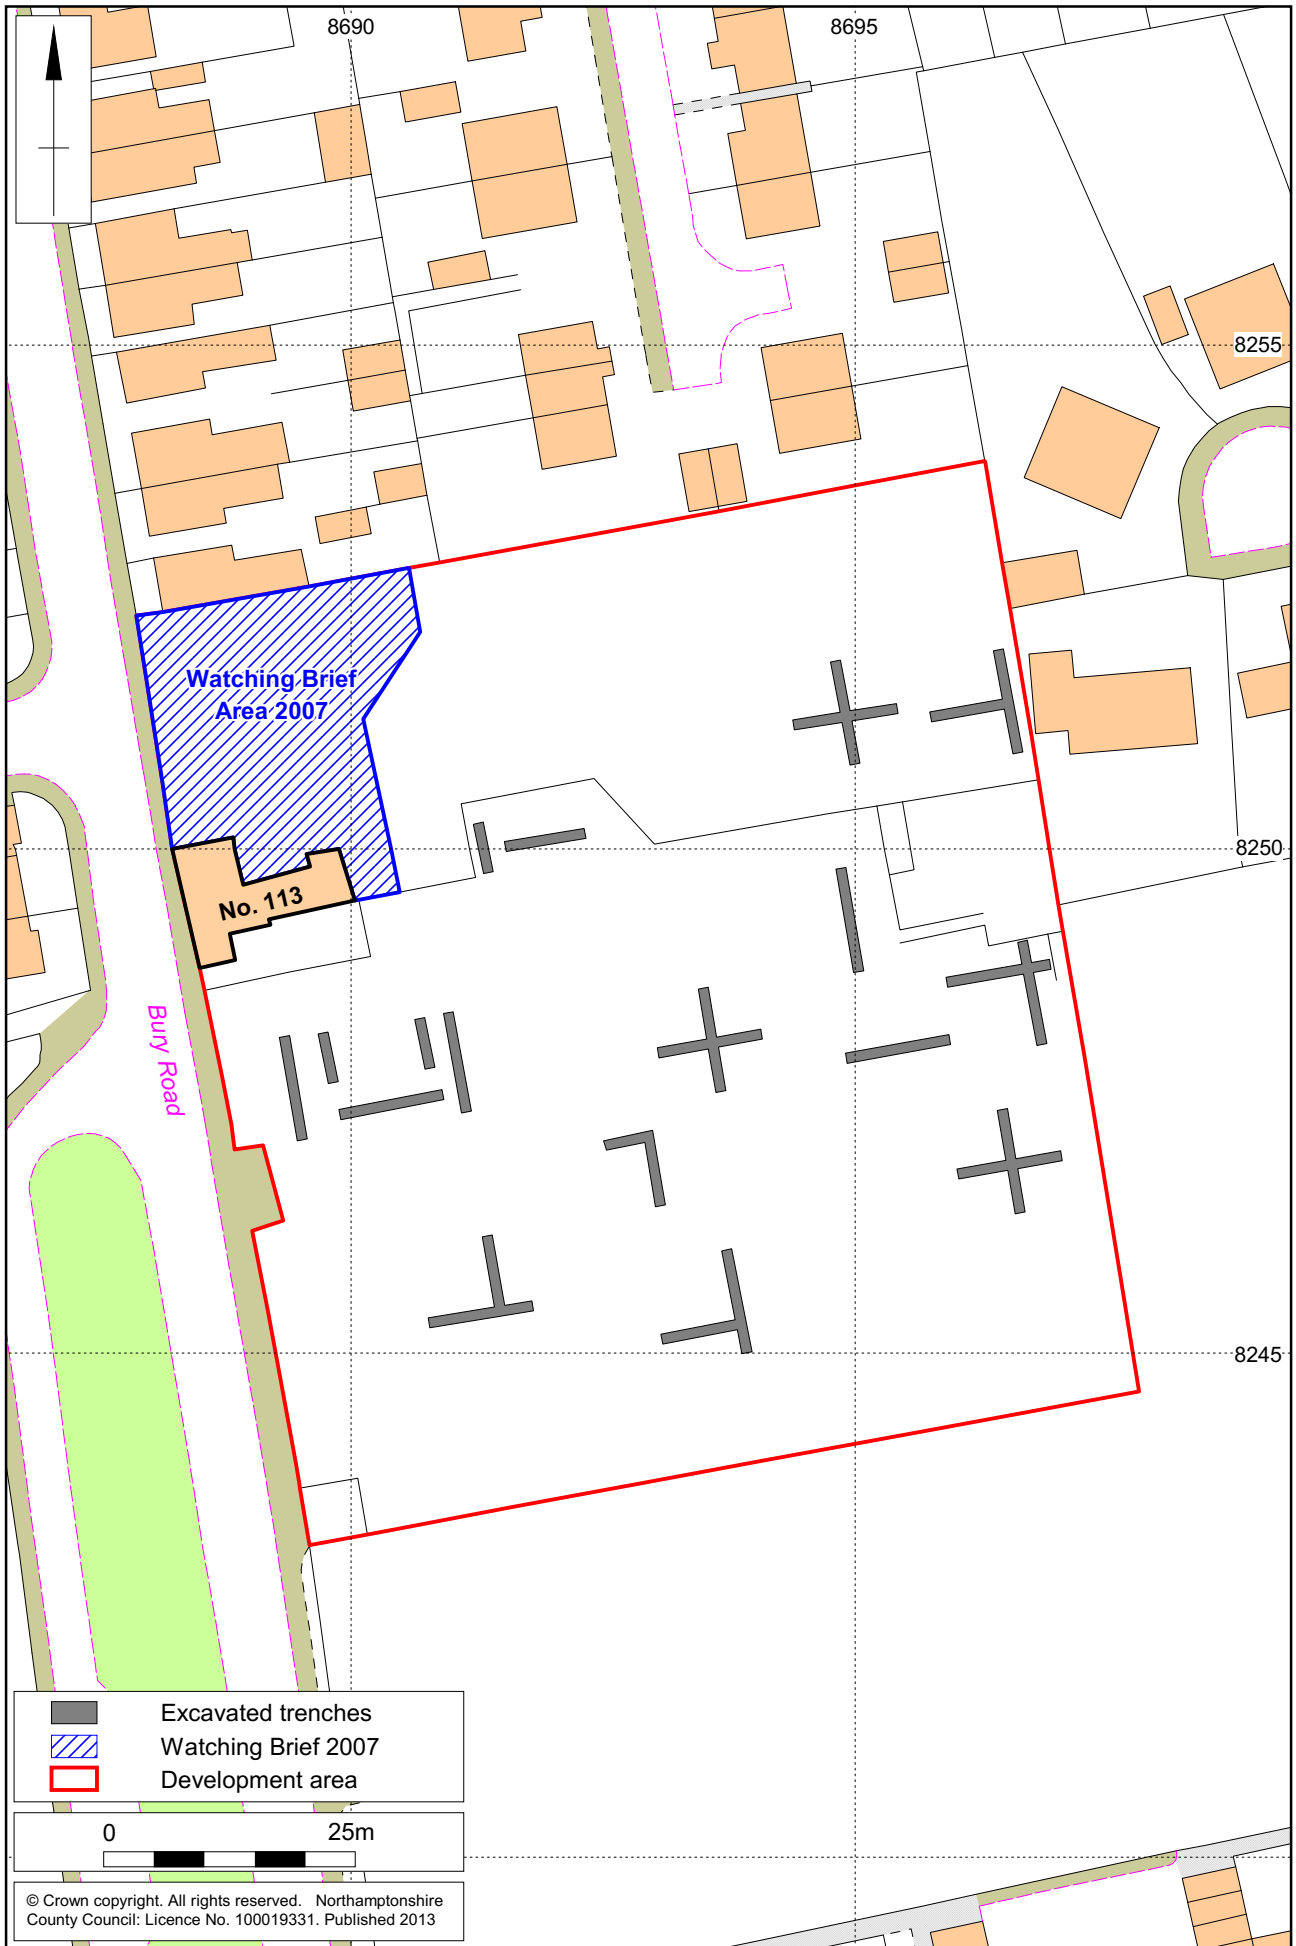 8690
8695
8255
Watching Brief
Area 2007
8250
No. 113
Bury Road
8245
Excavated trenches
Watching Brief 2007
Development area
0 25m
© Crown copyright. All rights reserved. Northamptonshire
County Council: Licence No. 100019331. Published 2013